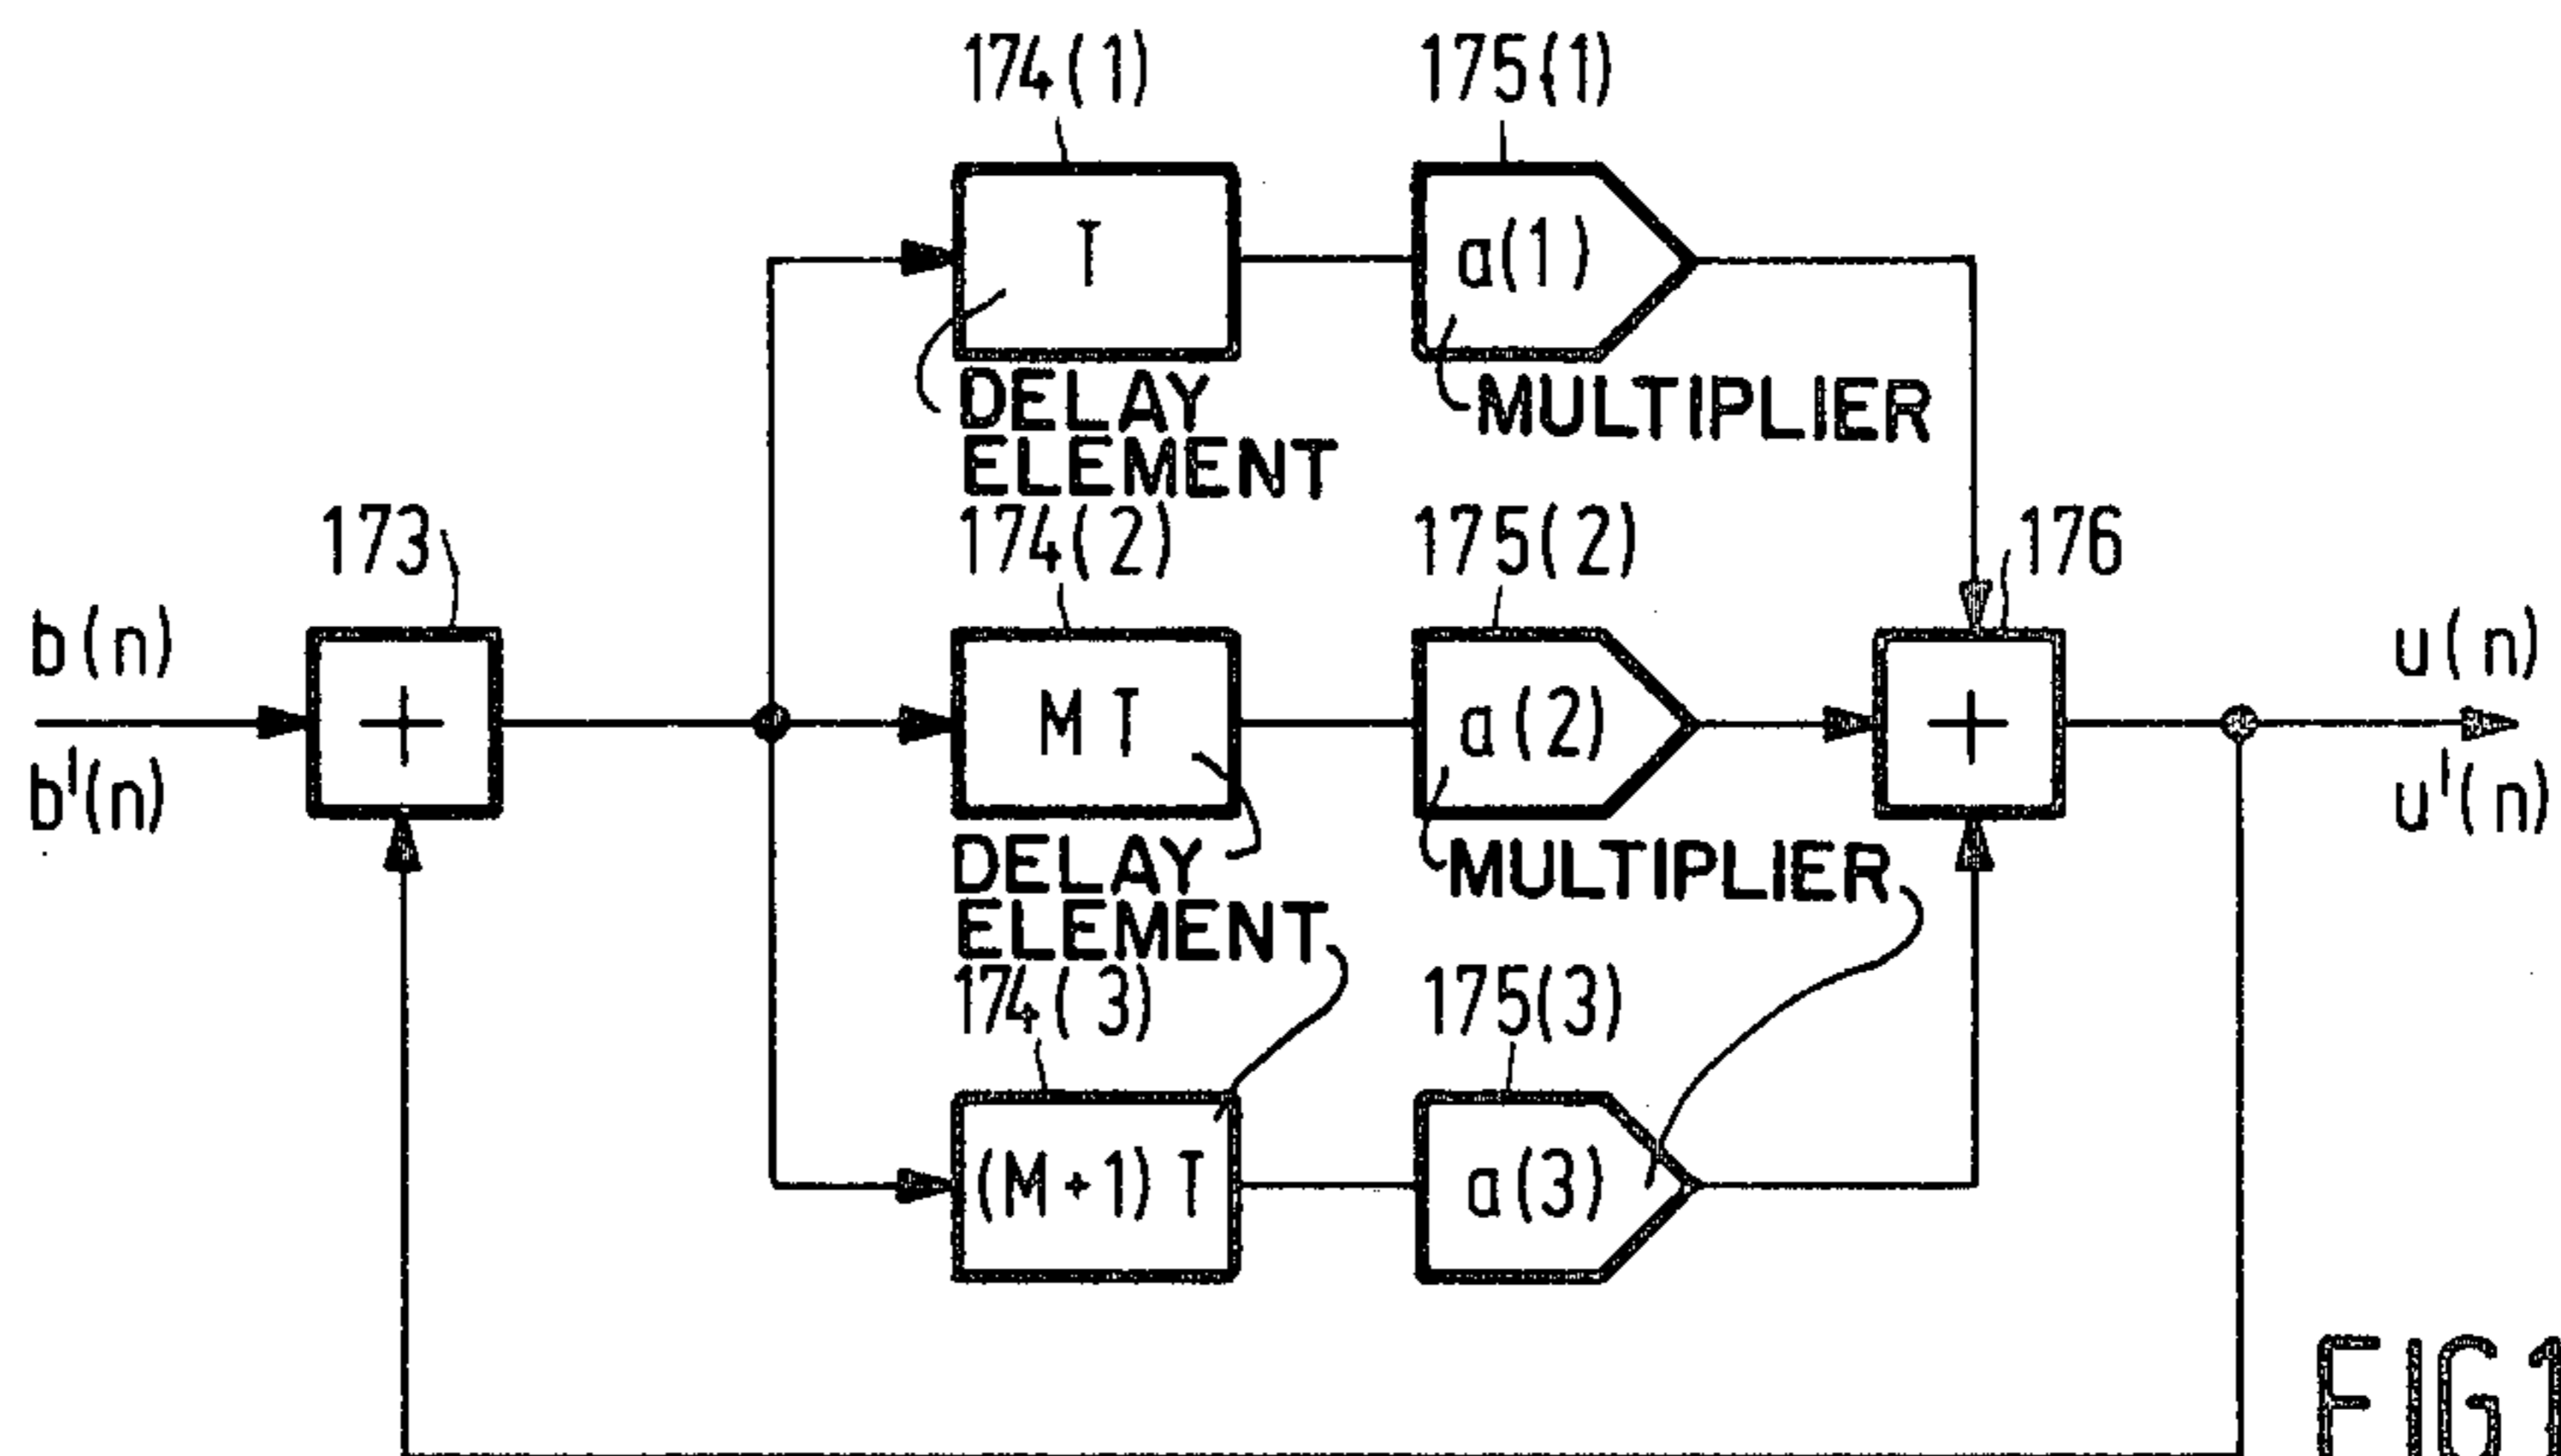 174(1)
175(1)
T
a(1)
DELAY
ELEMENT
MULTIPLIER
173
174(2)
175(2)
176
b(n)
b'(n)
+
MT
a(2)
+
u(n)
u'(n)
DELAY
ELEMENT
MULTIPLIER
174(3)
175(3)
(M+1)T
a(3)